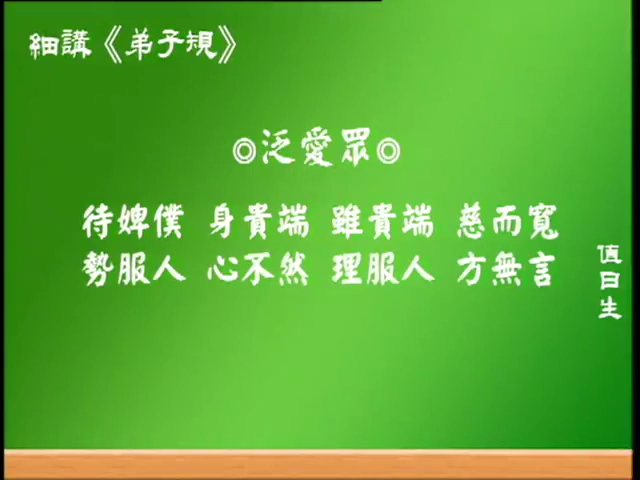 細講《弟子規》
◎泛愛眾◎
待婢僕 身貴端 雖貴端 慈而寬
勢服人 心不然 理服人 方無言
值日生